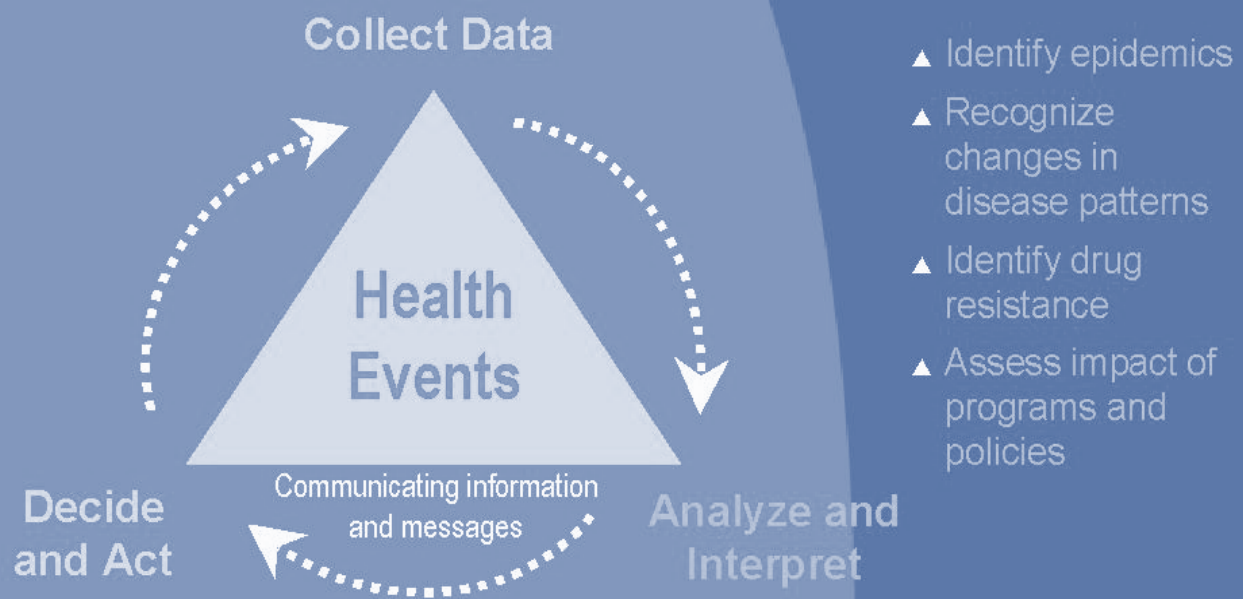 Collect Data
Health
Events
Communicating information
and messages
Decide
and Act
Analyze and
Interpret
▲ Identify epidemics
▲ Recognize
changes in
disease patterns
▲ Identify drug
resistance
▲ Assess impact of
programs and
policies